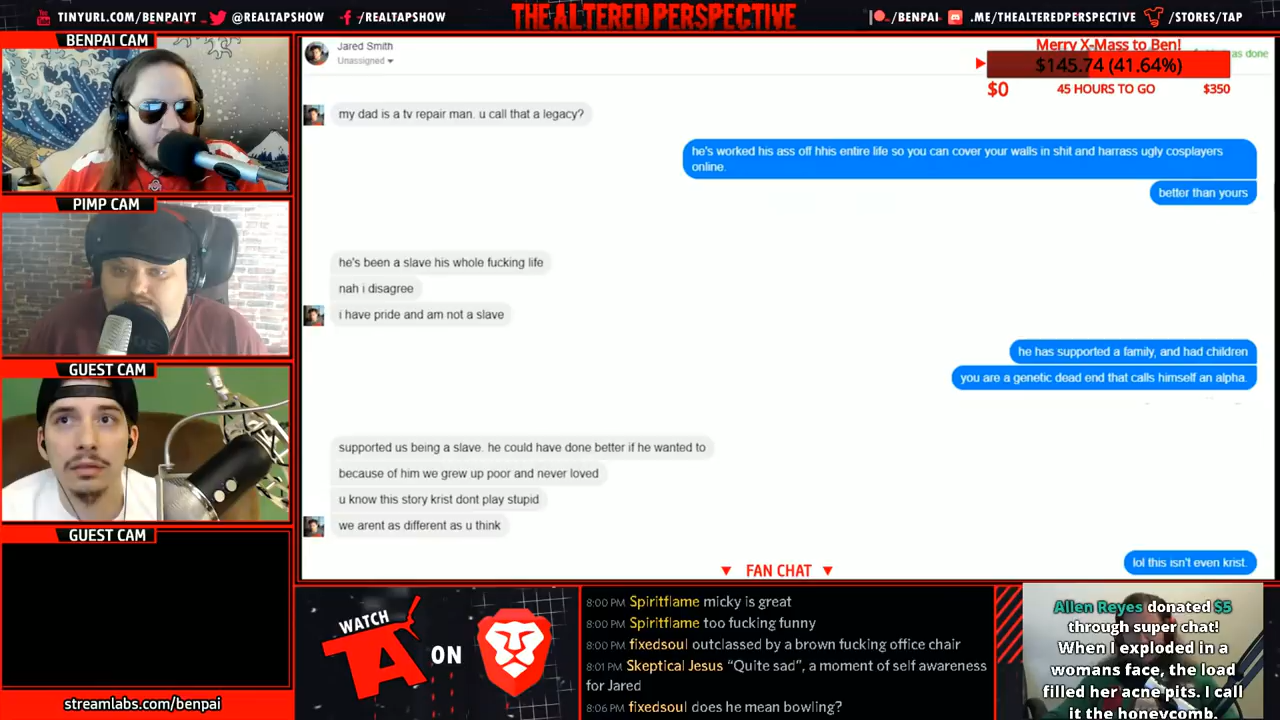 TINYURL.COM/BENPAIYT
@REALTAPSHOW
/REALTAPSHOW
THE ALTERED PERSPECTIVE
/BENPAI
.ME/THEALTEREDPERSPECTIVE
/STORES/TAP
BENPAI CAM
PIMP CAM
GUEST CAM
GUEST CAM
streamlabs.com/benpai
Jared Smith
Unassigned
as done
Merry X-Mass to Ben!
$145.74 (41.64%)
$0
45 HOURS TO GO
$350
my dad is a tv repair man. u call that a legacy?
he's worked his ass off hhis entire life so you can cover your walls in shit and harrass ugly cosplayers
online.
better than yours
he's been a slave his whole fucking life
nah i disagree
i have pride and am not a slave
he has supported a family, and had children
you are a genetic dead end that calls himself an alpha.
supported us being a slave. he could have done better if he wanted to
because of him we grew up poor and never loved
u know this story krist dont play stupid
we arent as different as u think
lol this isn't even krist.
FAN CHAT
WATCH
ON
8:00 PM Spiritflame micky is great
8:00 PM Spiritflame too fucking funny
8:00 PM fixedsoul outclassed by a brown fucking office chair
8:01 PM Skeptical Jesus “Quite sad”, a moment of self awareness
for Jared
8:06 PM fixedsoul does he mean bowling?
Allen Reyes donated $5
through super chat!
When I exploded in a
womans face, the load
filled her acne pits. I call
it the honeycomb.